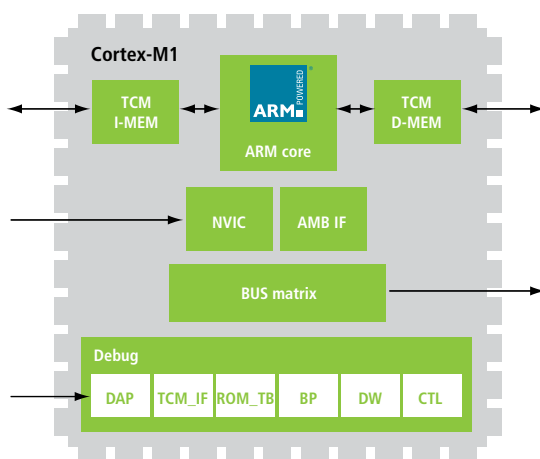 Cortex-M1
TCM
I-MEM
ARM
POWERED
®
ARM core
TCM
D-MEM
NVIC
AMB IF
BUS matrix
Debug
DAP
TCM_IF
ROM_TB
BP
DW
CTL